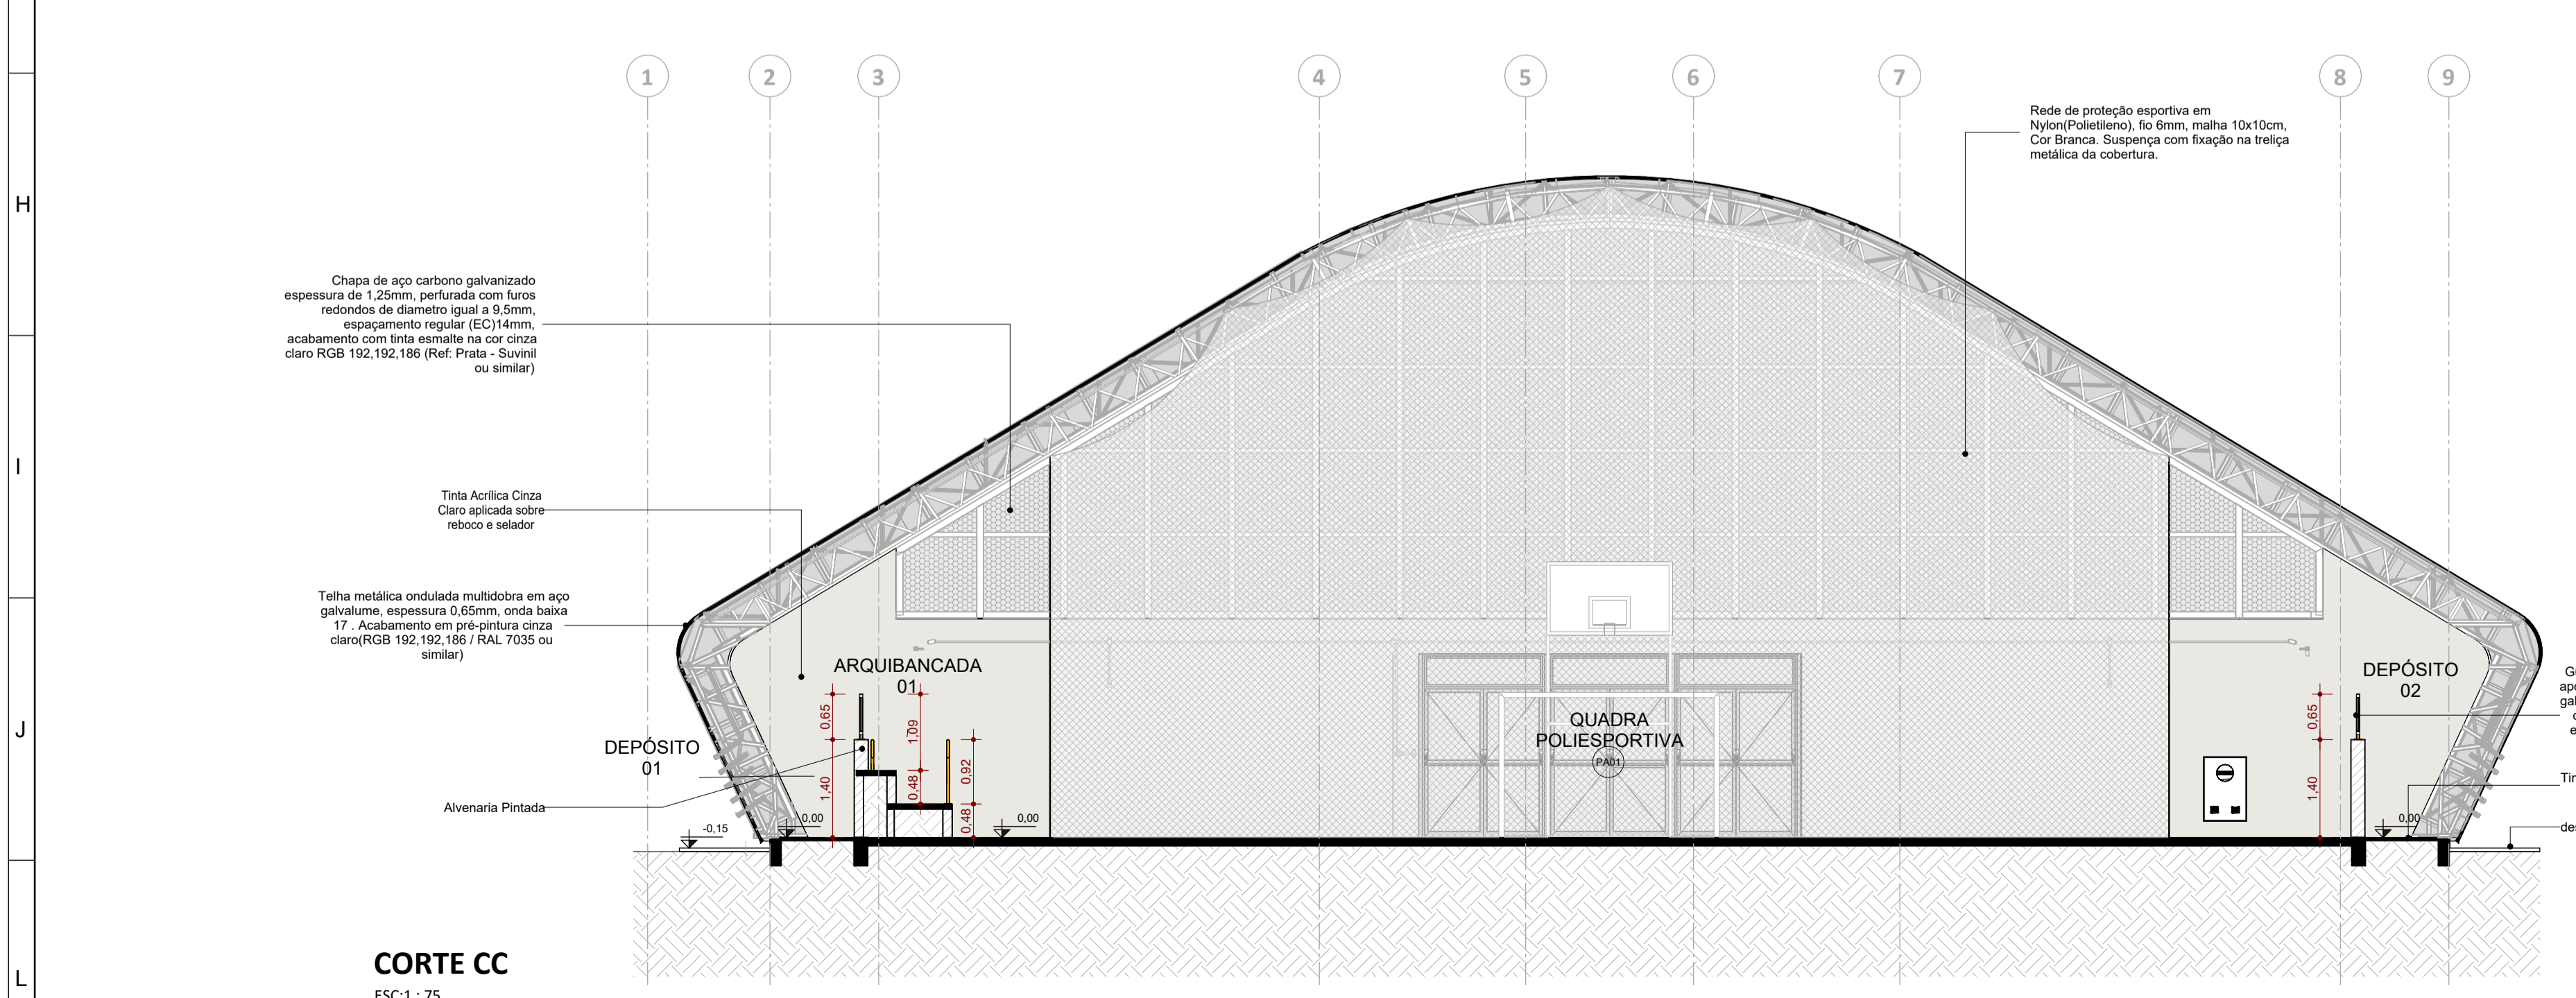 1
2
3
4
5
6
7
8
9
H
I
J
L
Rede de proteção esportiva em
Nylon(Polietileno), fio 6mm, malha 10x10cm,
Cor Branca. Suspença com fixação na treliça
metálica da cobertura.
Chapa de aço carbono galvanizado
espessura de 1,25mm, perfurada com furos
redondos de diametro igual a 9,5mm,
espaçamento regular (EC)14mm,
acabamento com tinta esmalte na cor cinza
claro RGB 192,192,186 (Ref: Prata - Suvinil
ou similar)
Tinta Acrílica Cinza
Claro aplicada sobre
reboco e selador
Telha metálica ondulada multidobra em aço
galvalume, espessura 0,65mm, onda baixa
17 . Acabamento em pré-pintura cinza
claro(RGB 192,192,186 / RAL 7035 ou
similar)
ARQUIBANCADA
01
DEPÓSITO
01
Alvenaria Pintada
0,65
1,40
1,09
0,48
0,92
0,48
-0,15
0,00
0,00
QUADRA
POLIESPORTIVA
PA01
DEPÓSITO
02
0,65
1,40
0,00
CORTE CC
ESC:1 : 75